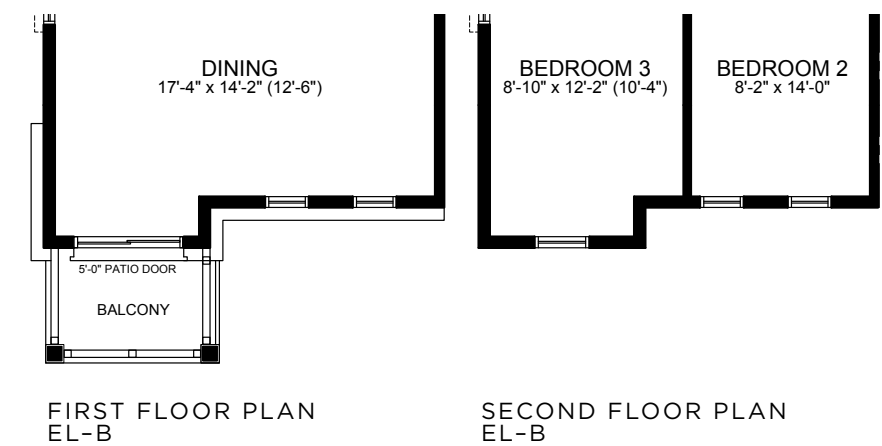 DINING
17'-4" x 14'-2" (12'-6")
5'-0" PATIO DOOR
BALCONY
FIRST FLOOR PLAN
EL-B
BEDROOM 3
8'-10" x 12'-2" (10'-4")
BEDROOM 2
8'-2" x 14'-0"
SECOND FLOOR PLAN
EL-B